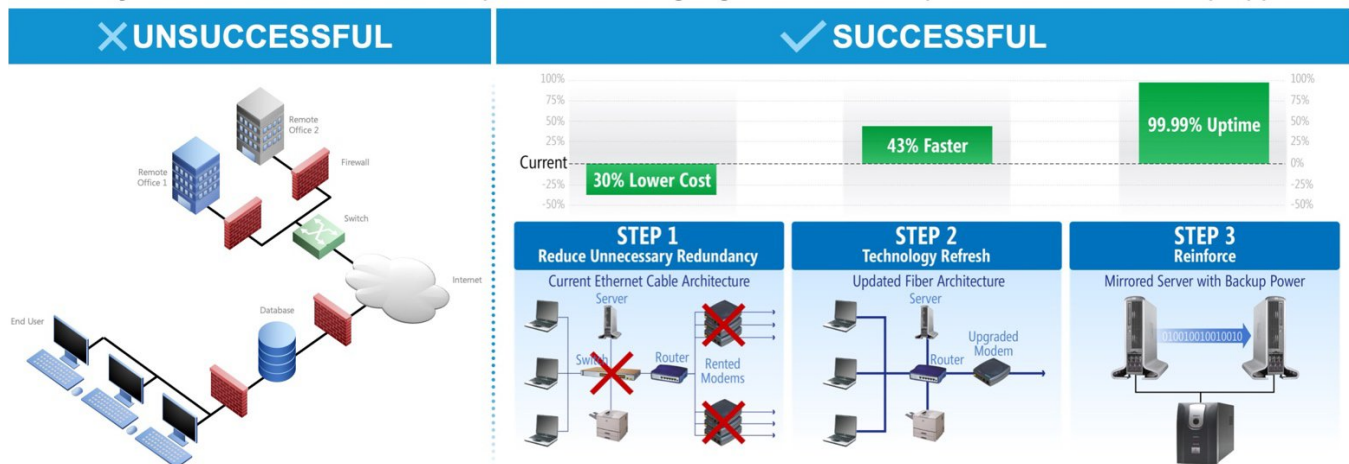 UNSUCCESSFUL
Remote
Office 2
Remote
Office 1
Firewall
Switch
Internet
Database
End User
SUCCESSFUL
100%
75%
50%
25%
Current
-25%
-50%
30% Lower Cost
43% Faster
99.99% Uptime
100%
75%
50%
25%
0%
-25%
-50%
STEP 1
Reduce Unnecessary Redundancy
Current Ethernet Cable Architecture
Server
Switch
Router
Rented
Modems
STEP 2
Technology Refresh
Updated Fiber Architecture
Server
Router
Upgraded
Modem
STEP 3
Reinforce
Mirrored Server with Backup Power
010010010010010